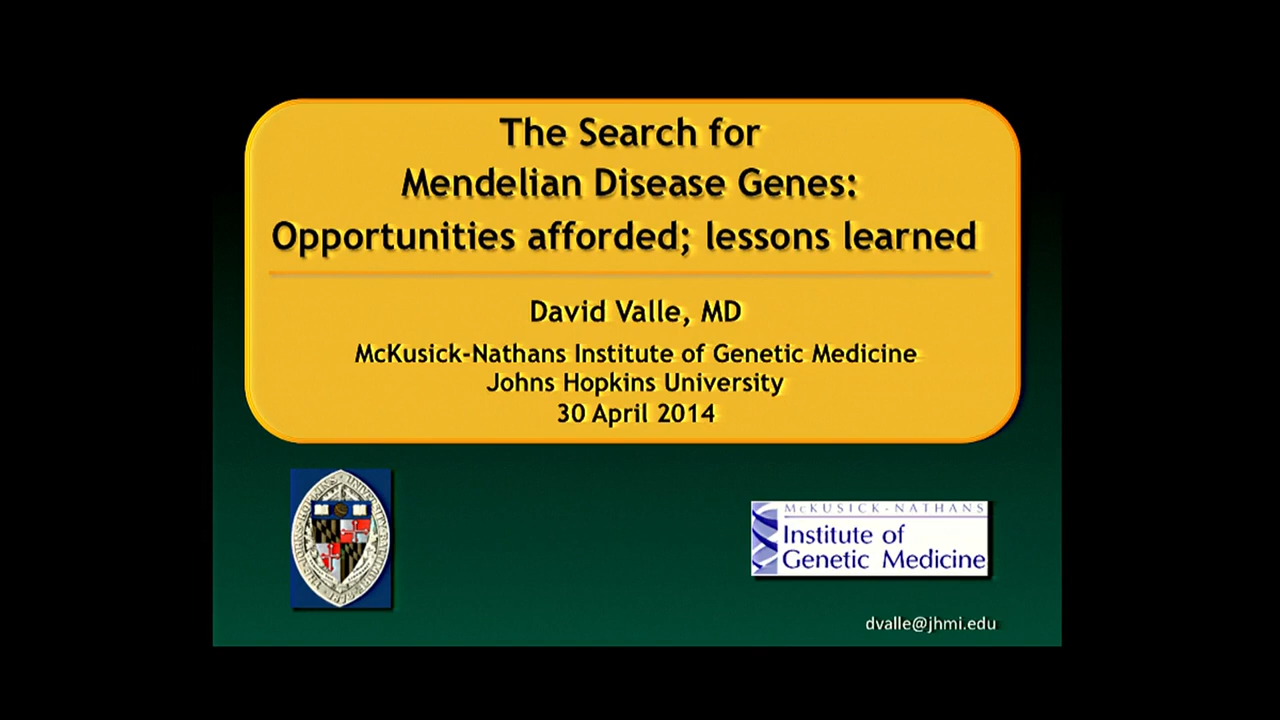 The Search for
Mendelian Disease Genes:
Opportunities afforded; lessons learned
David Valle, MD
McKusick-Nathans Institute of Genetic Medicine
Johns Hopkins University
30 April 2014
McKUSICK-NATHANS
Institute of
Genetic Medicine
dvalle@jhmi.edu